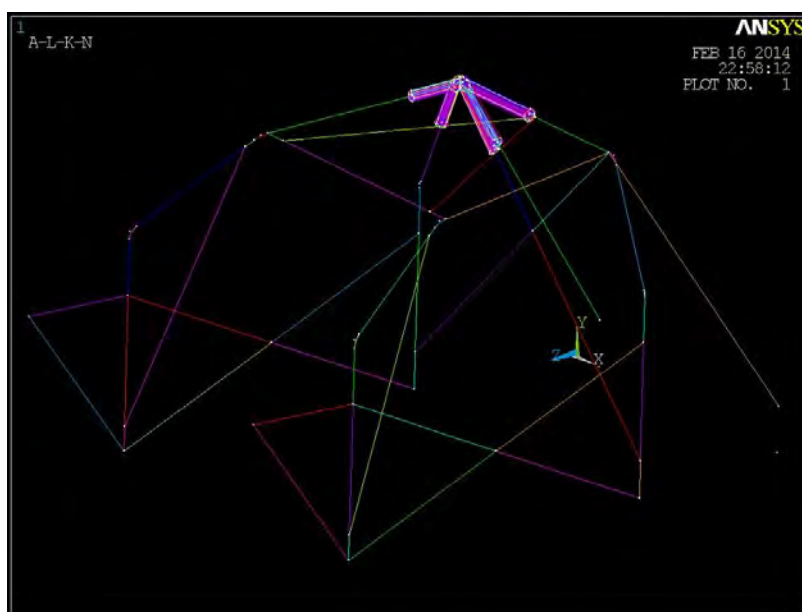 1
A-L-K-N
ANSYS
FEB 16 2014
22:58:12
PLOT NO. 1
Y
Z
X